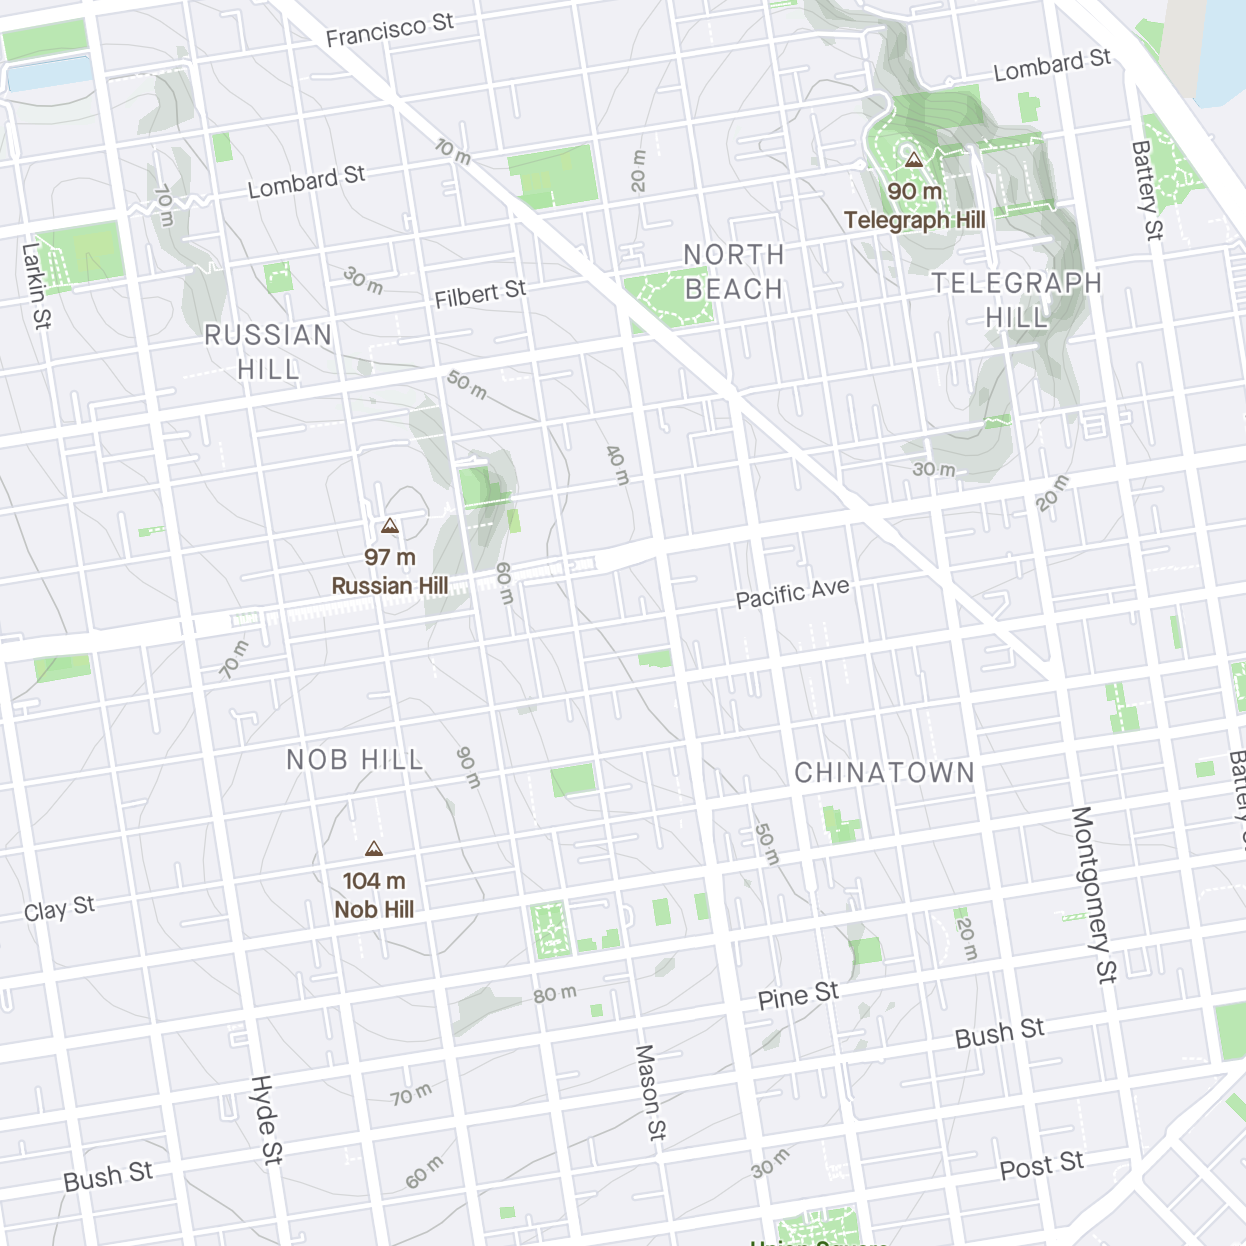 Francisco St
Lombard St
10 m
Battery St
20 m
Lombard St
70 m
90 m
Telegraph Hill
Larkin St
NORTH
BEACH
30 m
Filbert St
TELEGRAPH
HILL
RUSSIAN
HILL
50 m
40 m
30 m
20 m
97 m
Russian Hill
60 m
Pacific Ave
70 m
NOB HILL
90 m
CHINATOWN
50 m
Montgomery St
104 m
Nob Hill
Clay St
20 m
80 m
Pine St
Bush St
Mason St
70 m
Hyde St
60 m
30 m
Post St
Bush St